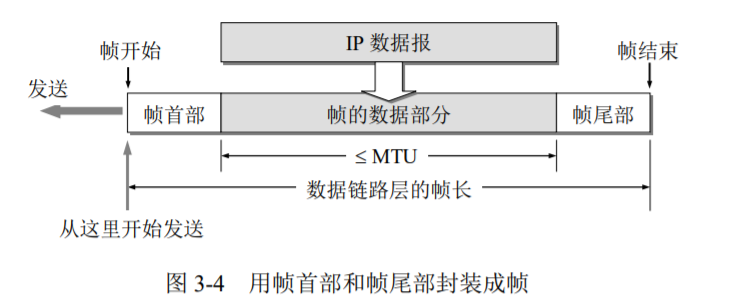 IP 数据报
帧开始
帧结束
发送
帧首部
帧的数据部分
帧尾部
≤ MTU
数据链路层的帧长
从这里开始发送
图 3-4 用帧首部和帧尾部封装成帧